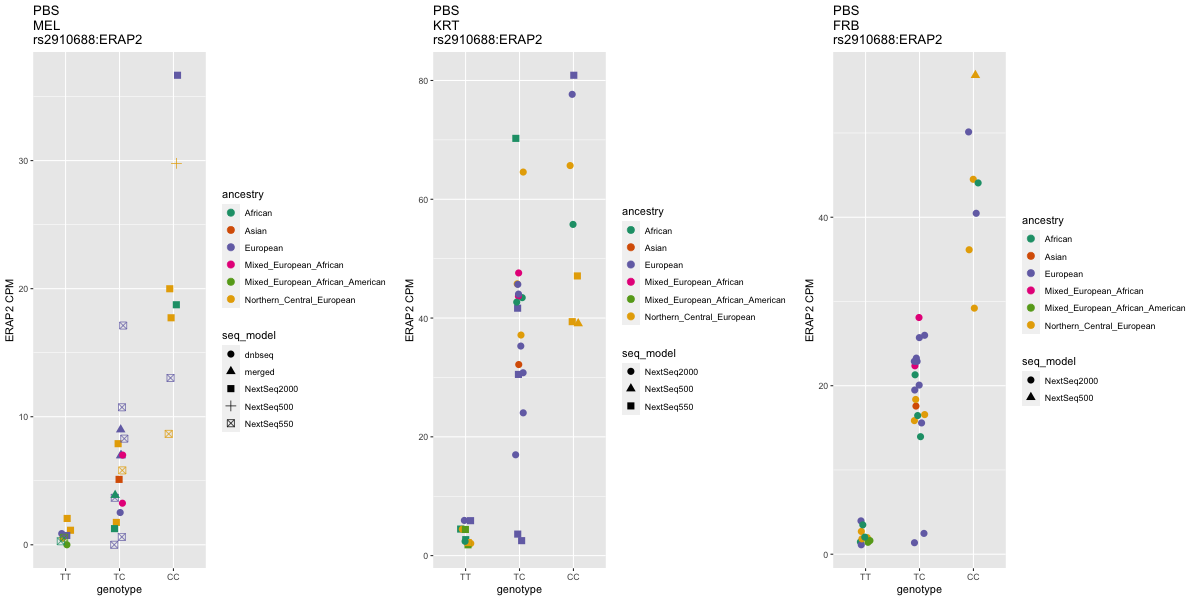 PBS
MEL
rs2910688:ERAP2
ERAP2 CPM
30
20
10
0
TT
TC
CC
genotype
ancestry
African
Asian
European
Mixed_European_African
Mixed_European_African_American
Northern_Central_European
seq_model
dnbseq
merged
NextSeq2000
NextSeq500
NextSeq550
PBS
KRT
rs2910688:ERAP2
ERAP2 CPM
80
60
40
20
0
TT
TC
CC
genotype
ancestry
African
Asian
European
Mixed_European_African
Mixed_European_African_American
Northern_Central_European
seq_model
NextSeq2000
NextSeq500
NextSeq550
PBS
FRB
rs2910688:ERAP2
ERAP2 CPM
40
20
0
TT
TC
CC
genotype
ancestry
African
Asian
European
Mixed_European_African
Mixed_European_African_American
Northern_Central_European
seq_model
NextSeq2000
NextSeq500